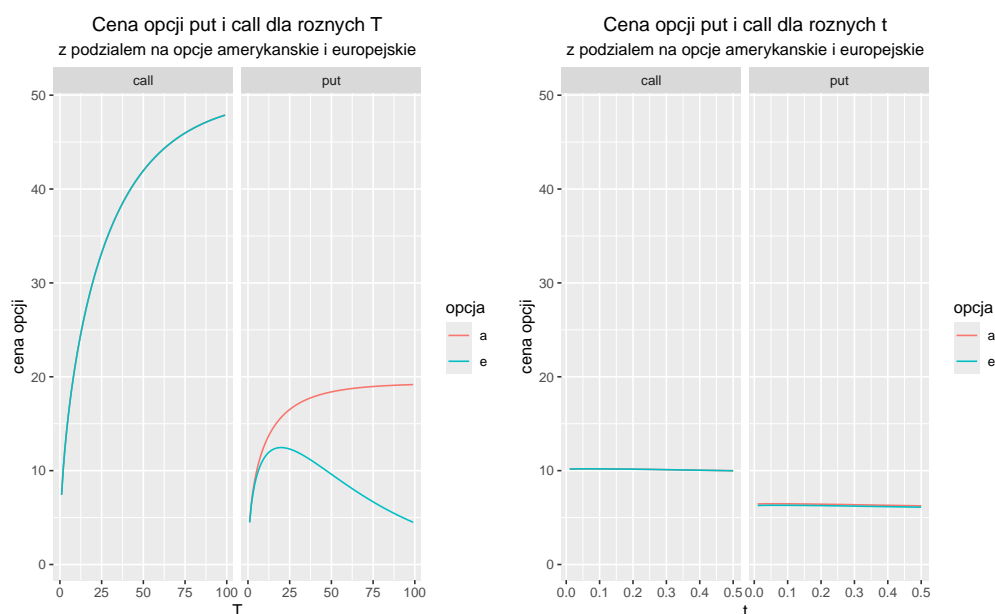 Cena opcji put i call dla roznych T
z podzialem na opcje amerykanskie i europejskie
call put
50
40
30
20
10
0
cena opcji
0 25 50 75 100 0 25 50 75 100
T
opcja
a
e
Cena opcji put i call dla roznych t
z podzialem na opcje amerykanskie i europejskie
call put
50
40
30
20
10
0
cena opcji
0.0 0.1 0.2 0.3 0.4 0.5 0.0 0.1 0.2 0.3 0.4 0.5
t
opcja
a
e